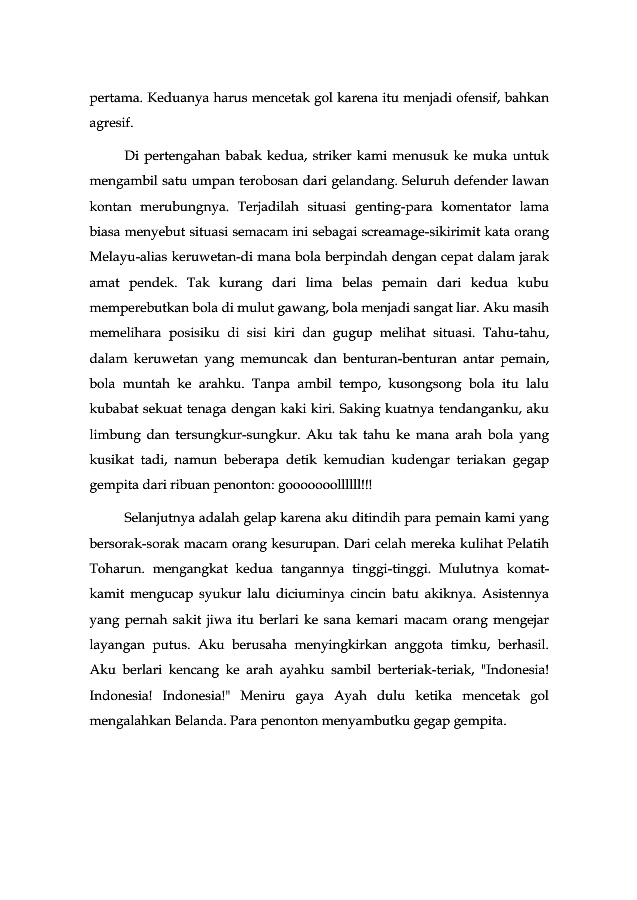 pertama. Keduanya harus mencetak gol karena itu menjadi ofensif, bahkan
agresif.
Di pertengahan babak kedua, striker kami menusuk ke muka untuk
mengambil satu umpan terobosan dari gelandang. Seluruh defender lawan
kontan merubungnya. Terjadilah situasi genting-para komentator lama
biasa menyebut situasi semacam ini sebagai screamage-sikirimit kata orang
Melayu-alias keruwetan-di mana bola berpindah dengan cepat dalam jarak
amat pendek. Tak kurang dari lima belas pemain dari kedua kubu
memperebutkan bola di mulut gawang, bola menjadi sangat liar. Aku masih
memelihara posisiku di sisi kiri dan gugup melihat situasi. Tahu-tahu,
dalam keruwetan yang memuncak dan benturan-benturan antar pemain,
bola muntah ke arahku. Tanpa ambil tempo, kusongsong bola itu lalu
kubabat sekuat tenaga dengan kaki kiri. Saking kuatnya tendanganku, aku
limbung dan tersungkur-sungkur. Aku tak tahu ke mana arah bola yang
kusikat tadi, namun beberapa detik kemudian kudengar teriakan gegap
gempita dari ribuan penonton: gooooooollllll!!!
Selanjutnya adalah gelap karena aku ditindih para pemain kami yang
bersorak-sorak macam orang kesurupan. Dari celah mereka kulihat Pelatih
Toharun. mengangkat kedua tangannya tinggi-tinggi. Mulutnya komat-
kamit mengucap syukur lalu diciuminya cincin batu akiknya. Asistennya
yang pernah sakit jiwa itu berlari ke sana kemari macam orang mengejar
layangan putus. Aku berusaha menyingkirkan anggota timku, berhasil.
Aku berlari kencang ke arah ayahku sambil berteriak-teriak, "Indonesia!
Indonesia! Indonesia!" Meniru gaya Ayah dulu ketika mencetak gol
mengalahkan Belanda. Para penonton menyambutku gegap gempita.